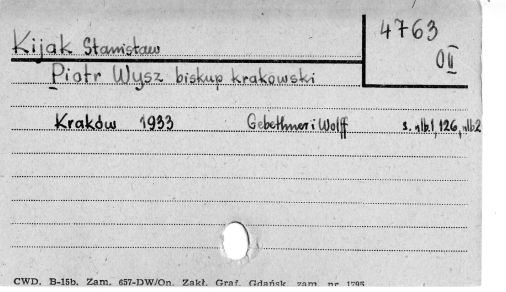 4763
Kijak Stanisław
O II
Piotr Wysz biskup krakowski
Kraków 1933 Gebethner i Wolff s. nlb. 1, 126, nlb 2
CWD. B-15b. Zam. 657-DW/On. Zakł. Graf. Gdańsk, zam. nr 1795